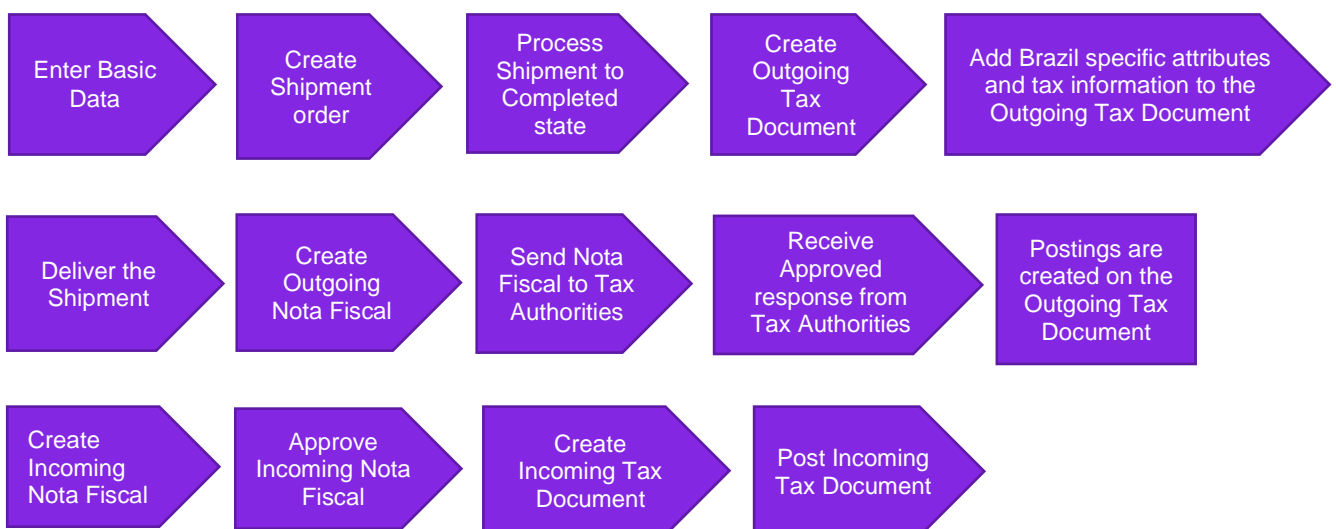 Enter Basic
Data
Create
Shipment
order
Process
Shipment to
Completed
state
Create
Outgoing
Tax
Document
Add Brazil specific attributes
and tax information to the
Outgoing Tax Document
Deliver the
Shipment
Create
Outgoing
Nota Fiscal
Send Nota
Fiscal to Tax
Authorities
Receive
Approved
response from
Tax Authorities
Postings are
created on the
Outgoing Tax
Document
Create
Incoming
Nota Fiscal
Approve
Incoming Nota
Fiscal
Create
Incoming Tax
Document
Post Incoming
Tax Document